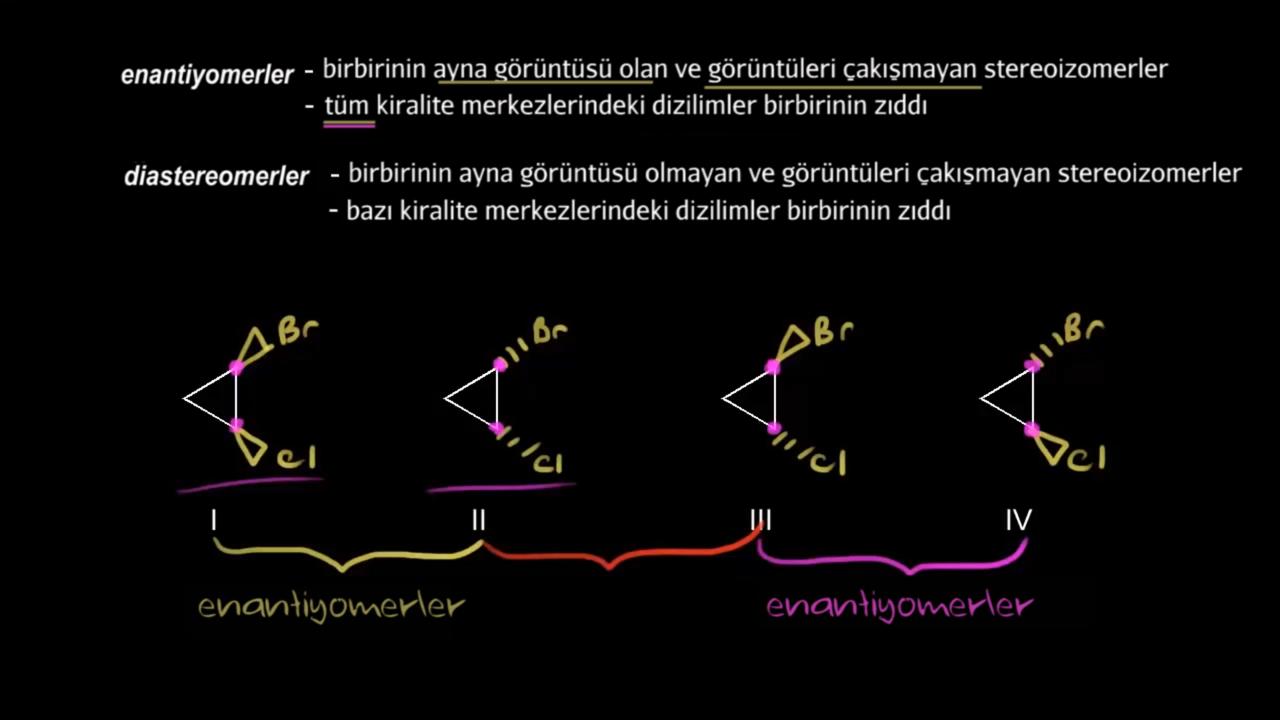 enantiyomerler - birbirinin ayna görüntüsü olan ve görüntüleri çakışmayan stereoizomerler
- tüm kiralite merkezlerindeki dizilimler birbirinin zıddı
diastereomerler - birbirinin ayna görüntüsü olmayan ve görüntüleri çakışmayan stereoizomerler
- bazı kiralite merkezlerindeki dizilimler birbirinin zıddı
Br Br Br Br
Cl Cl Cl Cl
I II III IV
enantiyomerler enantiyomerler